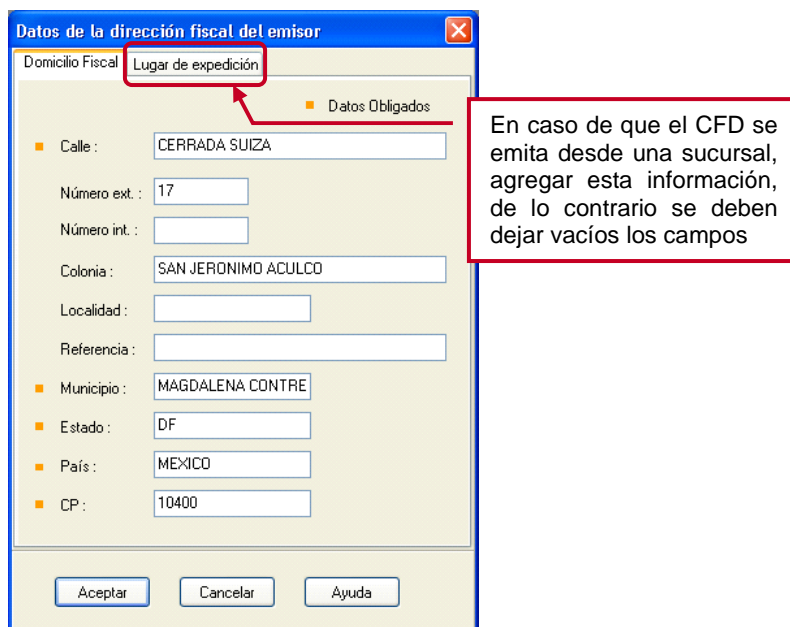 Datos de la dirección fiscal del emisor
Domicilio Fiscal
Lugar de expedición
Datos Obligados
Calle :
CERRADA SUIZA
Número ext. :
17
Número int. :
Colonia :
SAN JERONIMO ACULCO
Localidad :
Referencia :
Municipio :
MAGDALENA CONTRE
Estado :
DF
País :
MEXICO
CP :
10400
Aceptar
Cancelar
Ayuda
En caso de que el CFD se
emita desde una sucursal,
agregar esta información,
de lo contrario se deben
dejar vacíos los campos